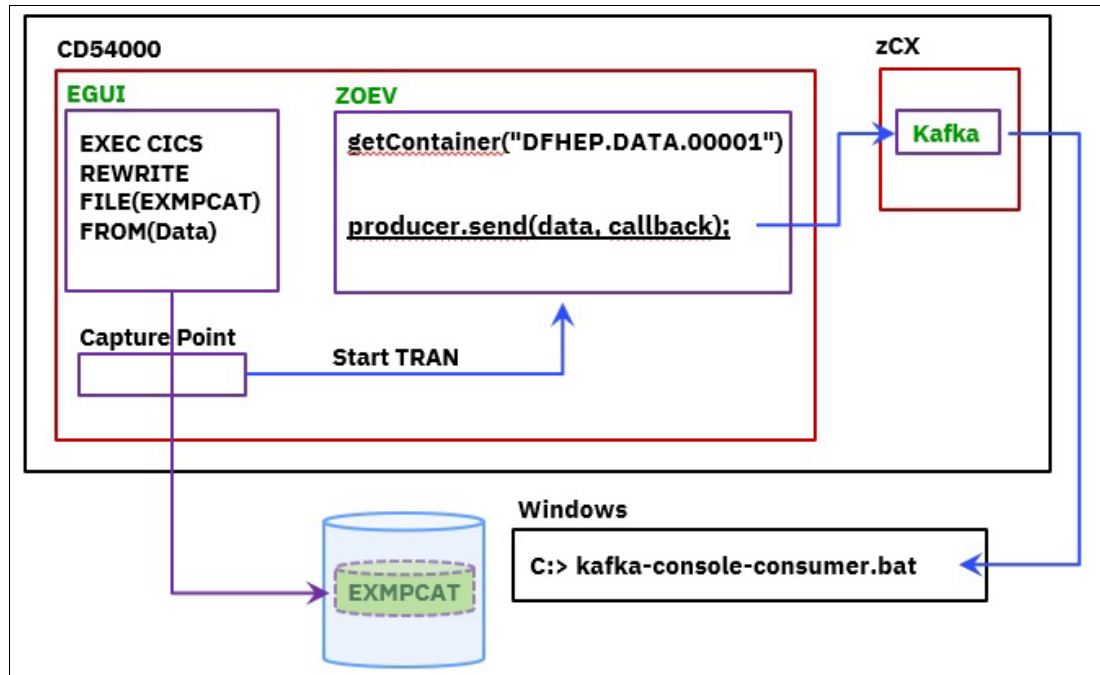 CD54000
zCX
EGUI
EXEC CICS
REWRITE
FILE(EXMPCAT)
FROM(Data)
ZOEV
getContainer("DFHEP.DATA.00001")
producer.send(data, callback);
Kafka
Capture Point
Start TRAN
EXMPCAT
Windows
C:> kafka-console-consumer.bat